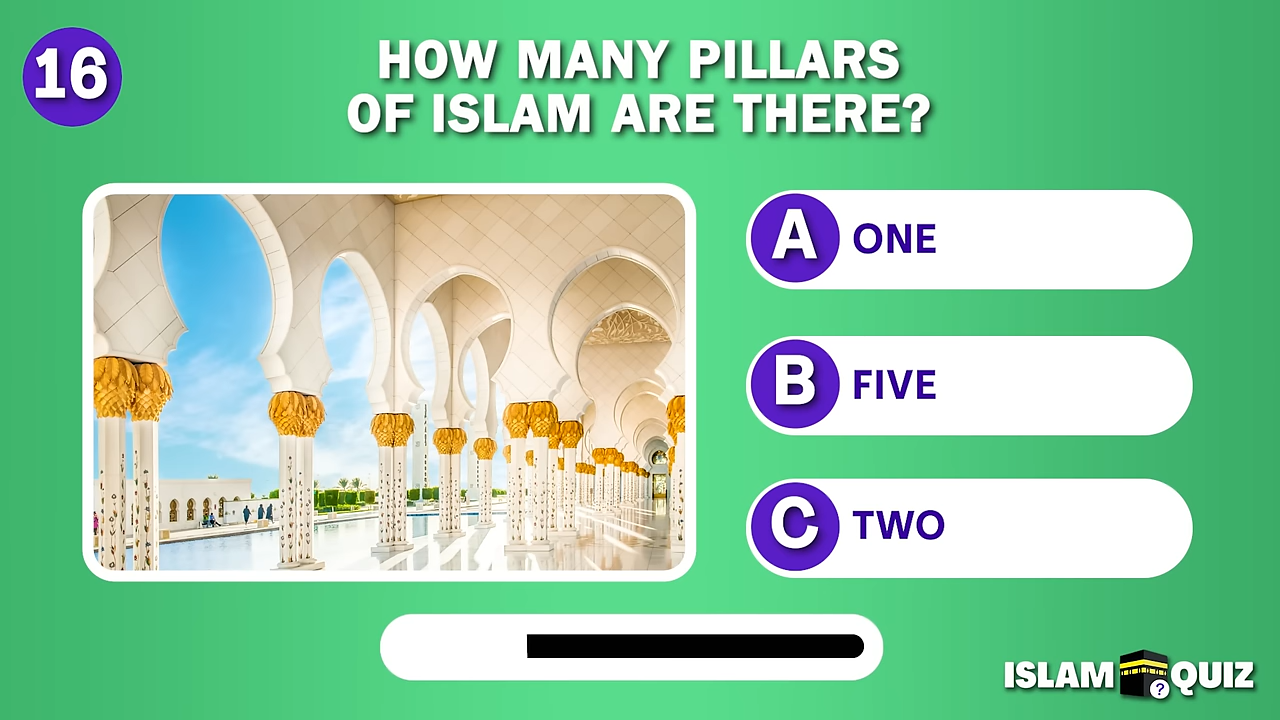 16
HOW MANY PILLARS
OF ISLAM ARE THERE?
A ONE
B FIVE
C TWO
ISLAM ? QUIZ